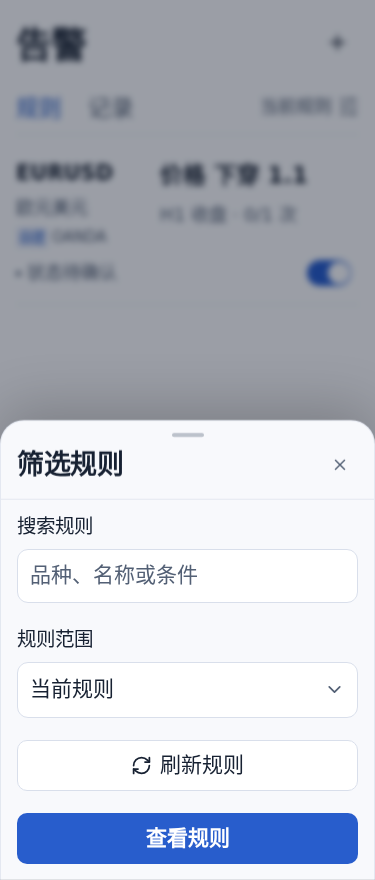 告警
规则 记录 当前规则
EURUSD 价格 下穿 1.1
欧元美元 H1 收盘 · 0/1 次
OANDA
状态待确认
筛选规则
搜索规则
品种、名称或条件
规则范围
当前规则
刷新规则
查看规则